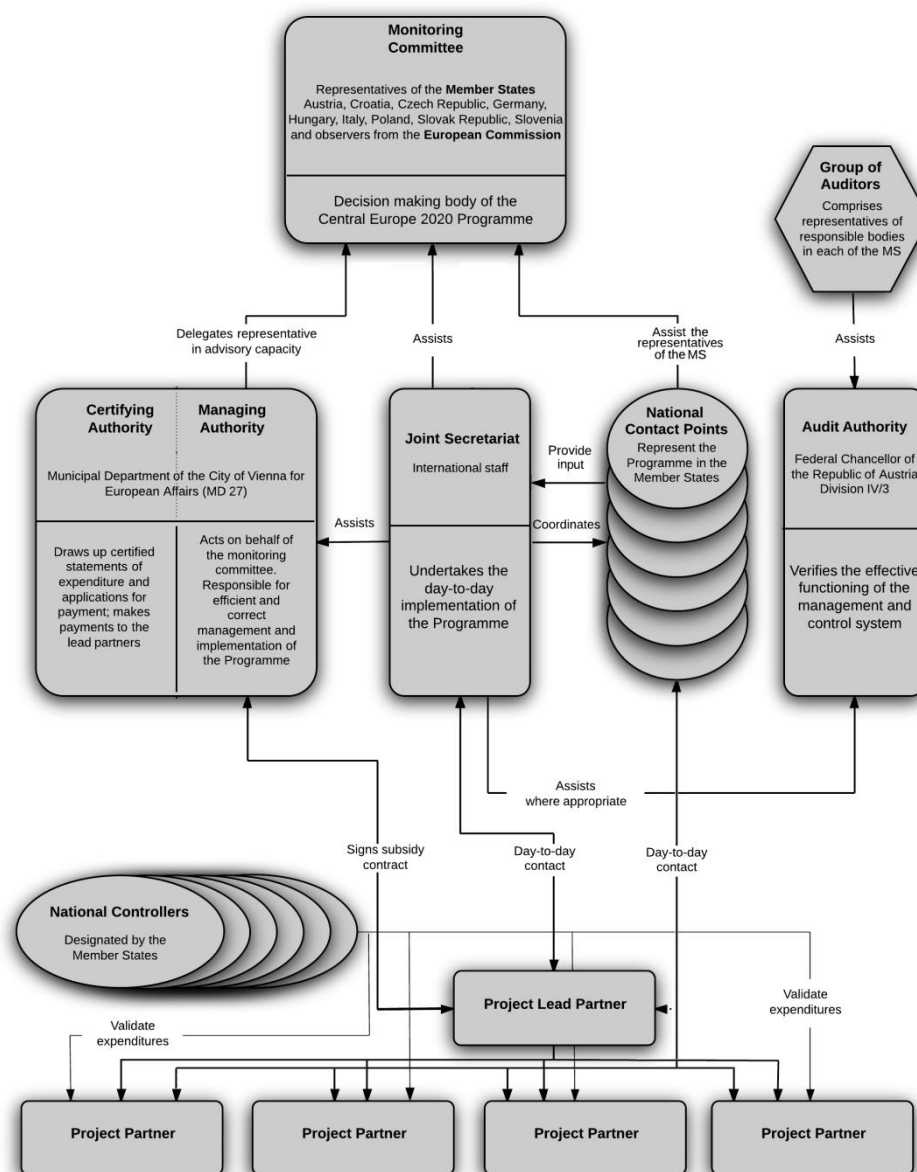 Monitoring
Committee
Representatives of the Member States
Austria, Croatia, Czech Republic, Germany,
Hungary, Italy, Poland, Slovak Republic, Slovenia
and observers from the European Commission
Decision making body of the
Central Europe 2020 Programme
Group of
Auditors
Comprises
representatives of
responsible bodies
in each of the MS
Delegates representative
in advisory capacity
Assists
Assist the
representatives
of the MS
Assists
Certifying
Authority
Managing
Authority
Municipal Department of the City of Vienna for
European Affairs (MD 27)
Draws up certified
statements of
expenditure and
applications for
payment; makes
payments to the
lead partners
Acts on behalf of
the monitoring
committee.
Responsible for
efficient and
correct
management and
implementation
of the Programme
Assists
Joint Secretariat
International staff
Undertakes the
day-to-day
implementation of
the Programme
Provide
input
Coordinates
National
Contact Points
Represent the
Programme in the
Member States
Audit Authority
Federal Chancellor of
the Republic of Austria
Division IV/3
Verifies the effective
functioning of the
management and
control system
Assists
where appropriate
Signs subsidy
contract
Day-to-day
contact
Day-to-day
contact
National Controllers
Designated by the
Member States
Project Lead Partner
Validate
expenditures
Validate
expenditures
Project Partner
Project Partner
Project Partner
Project Partner